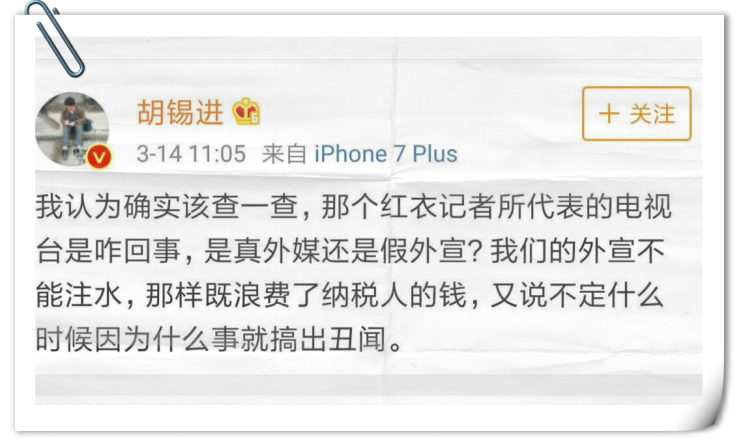 胡锡进
+ 关注
3-14 11:05 来自 iPhone 7 Plus
我认为确实该查一查，那个红衣记者所代表的电视
台是咋回事，是真外媒还是假外宣？我们的外宣不
能注水，那样既浪费了纳税人的钱，又说不定什么
时候因为什么事就搞出丑闻。